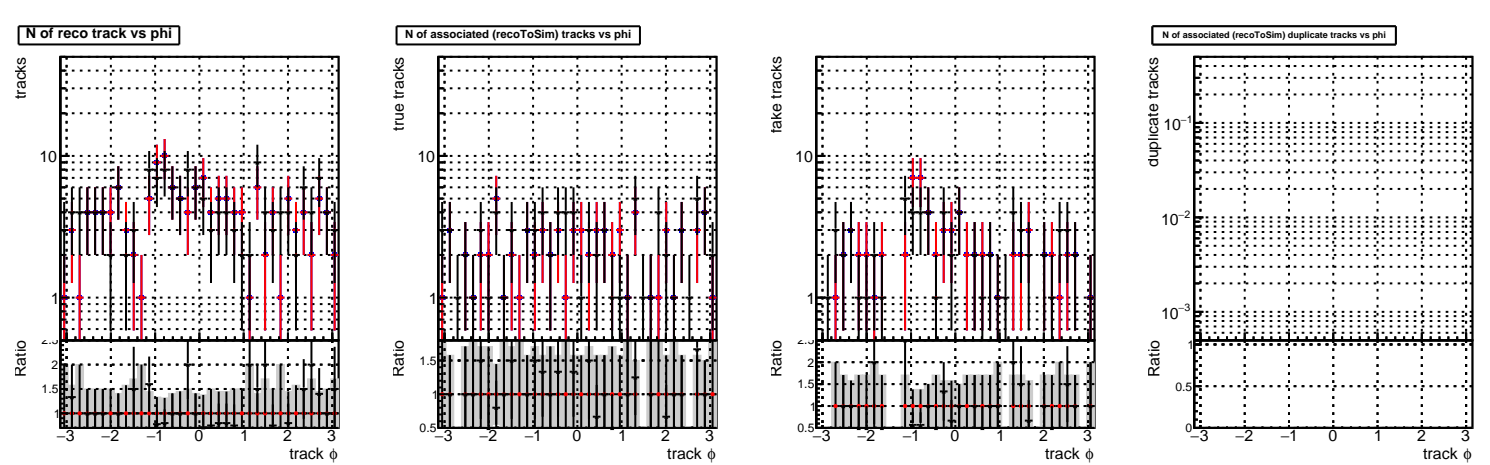 N of reco track vs phi
tracks
10
1
Ratio
2.5
2
1.5
1
−3 −2 −1 0 1 2 3
track ϕ
N of associated (recoToSim) tracks vs phi
true tracks
10
1
Ratio
1.5
1
0.5
−3 −2 −1 0 1 2 3
track ϕ
fake tracks
10
1
Ratio
2.5
2
1.5
1
0.5
−3 −2 −1 0 1 2 3
track ϕ
N of associated (recoToSim) duplicate tracks vs phi
duplicate tracks
10⁻¹
10⁻²
10⁻³
Ratio
1
0.5
0
−3 −2 −1 0 1 2 3
track ϕ